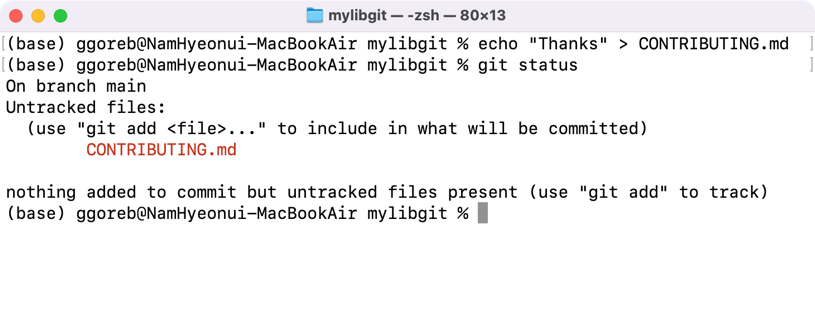 mylibgit — -zsh — 80×13
(base) ggoreb@NamHyeonui-MacBookAir mylibgit % echo "Thanks" > CONTRIBUTING.md
(base) ggoreb@NamHyeonui-MacBookAir mylibgit % git status
On branch main
Untracked files:
  (use "git add <file>..." to include in what will be committed)
        CONTRIBUTING.md

nothing added to commit but untracked files present (use "git add" to track)
(base) ggoreb@NamHyeonui-MacBookAir mylibgit %